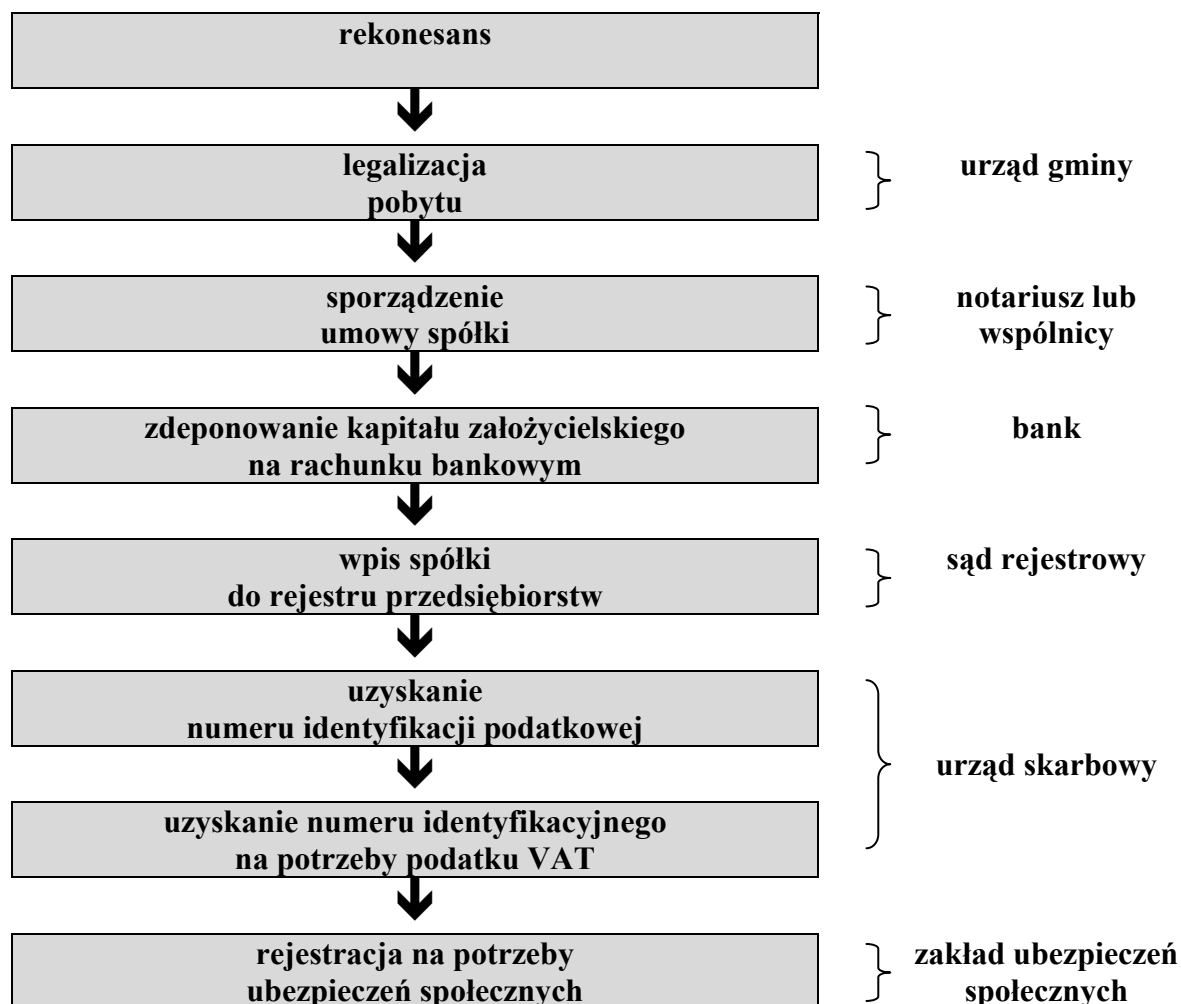 rekonesans
legalizacja
pobytu
urząd gminy
sporządzenie
umowy spółki
notariusz lub
wspólnicy
zdeponowanie kapitału założycielskiego
na rachunku bankowym
bank
wpis spółki
do rejestru przedsiębiorstw
sąd rejestrowy
uzyskanie
numeru identyfikacji podatkowej
urząd skarbowy
uzyskanie numeru identyfikacyjnego
na potrzeby podatku VAT
rejestracja na potrzeby
ubezpieczeń społecznych
zakład ubezpieczeń
społecznych